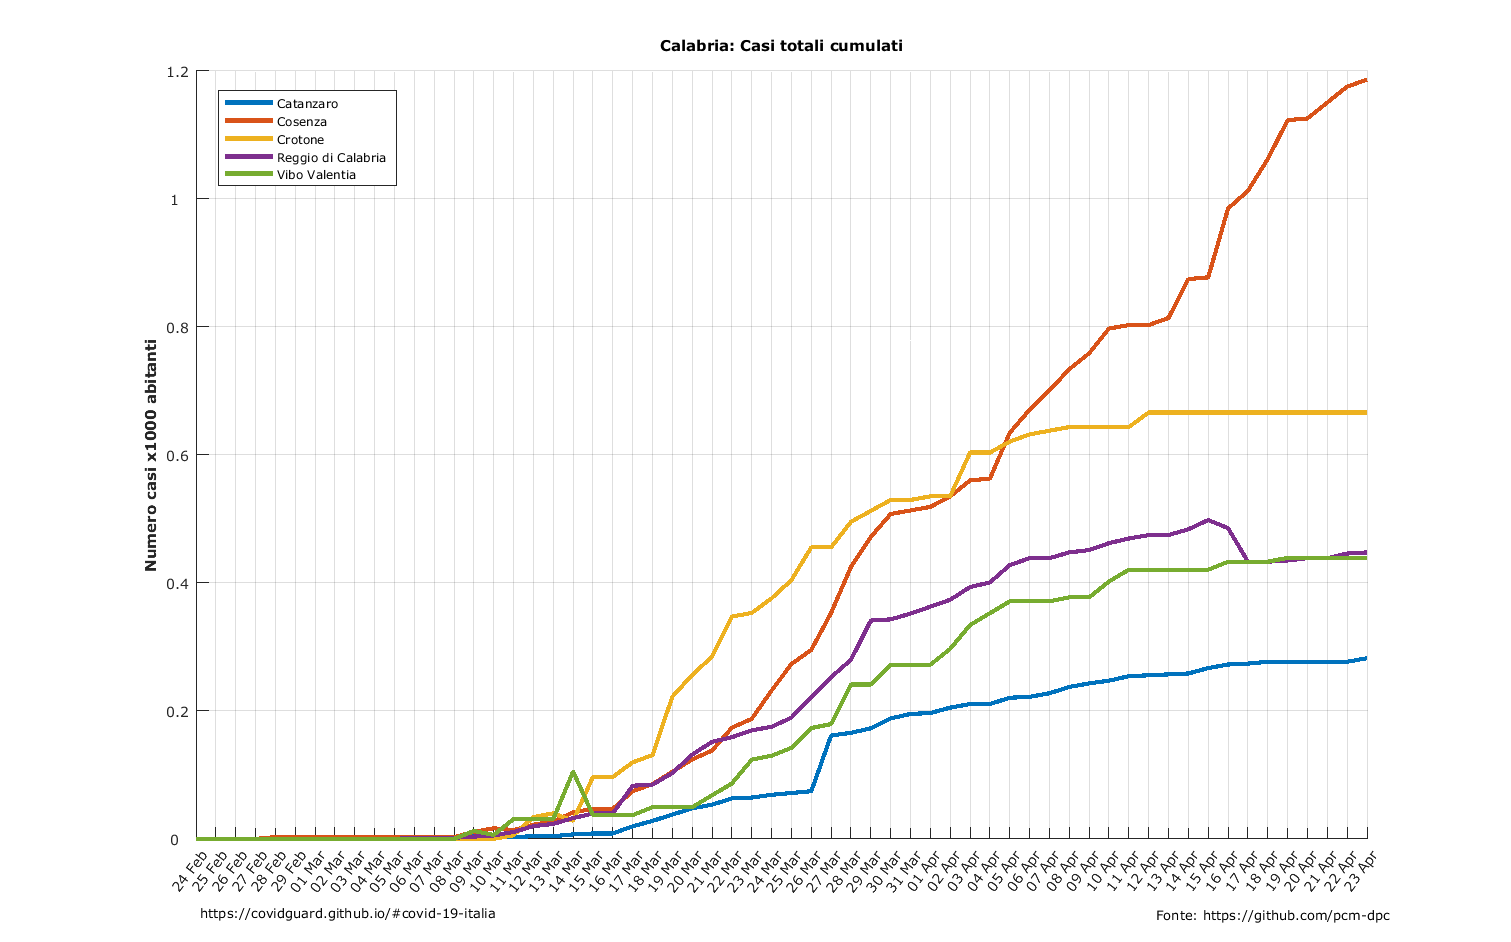 Calabria: Casi totali cumulati
1.2
1
0.8
0.6
0.4
0.2
0
Numero casi x1000 abitanti
Catanzaro
Cosenza
Crotone
Reggio di Calabria
Vibo Valentia
24 Feb
25 Feb
26 Feb
27 Feb
28 Feb
29 Feb
01 Mar
02 Mar
03 Mar
04 Mar
05 Mar
06 Mar
07 Mar
08 Mar
09 Mar
10 Mar
11 Mar
12 Mar
13 Mar
14 Mar
15 Mar
16 Mar
17 Mar
18 Mar
19 Mar
20 Mar
21 Mar
22 Mar
23 Mar
24 Mar
25 Mar
26 Mar
27 Mar
28 Mar
29 Mar
30 Mar
31 Mar
01 Apr
02 Apr
03 Apr
04 Apr
05 Apr
06 Apr
07 Apr
08 Apr
09 Apr
10 Apr
11 Apr
12 Apr
13 Apr
14 Apr
15 Apr
16 Apr
17 Apr
18 Apr
19 Apr
20 Apr
21 Apr
22 Apr
23 Apr
https://covidguard.github.io/#covid-19-italia
Fonte: https://github.com/pcm-dpc